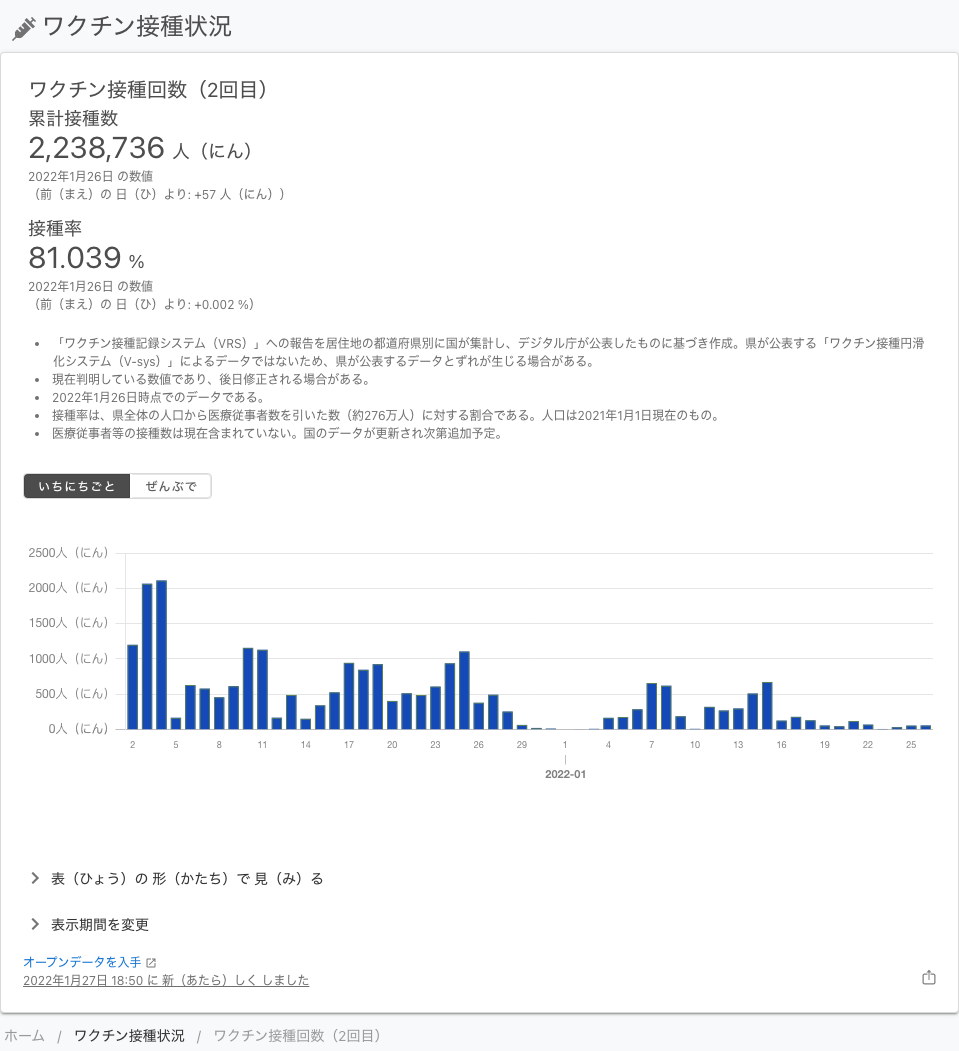 ワクチン接種状況
ワクチン接種回数（2回目）
累計接種数
2,238,736 人（にん）
2022年1月26日 の数値
（前（まえ）の 日（ひ）より: +57 人（にん））
接種率
81.039 %
2022年1月26日 の数値
（前（まえ）の 日（ひ）より: +0.002 %）
「ワクチン接種記録システム（VRS）」への報告を居住地の都道府県別に国が集計し、デジタル庁が公表したものに基づき作成。県が公表する「ワクチン接種円滑
化システム（V-sys）」によるデータではないため、県が公表するデータとずれが生じる場合がある。
現在判明している数値であり、後日修正される場合がある。
2022年1月26日時点でのデータである。
接種率は、県全体の人口から医療従事者数を引いた数（約276万人）に対する割合である。人口は2021年1月1日現在のもの。
医療従事者等の接種数は現在含まれていない。国のデータが更新され次第追加予定。
いちにちごと ぜんぶで
2500人（にん）
2000人（にん）
1500人（にん）
1000人（にん）
500人（にん）
0人（にん）
2 5 8 11 14 17 20 23 26 29 1 4 7 10 13 16 19 22 25
2022-01
表（ひょう）の 形（かたち）で 見（み）る
表示期間を変更
オープンデータを入手
2022年1月27日 18:50 に 新（あたら）しく しました
ホーム / ワクチン接種状況 / ワクチン接種回数（2回目）